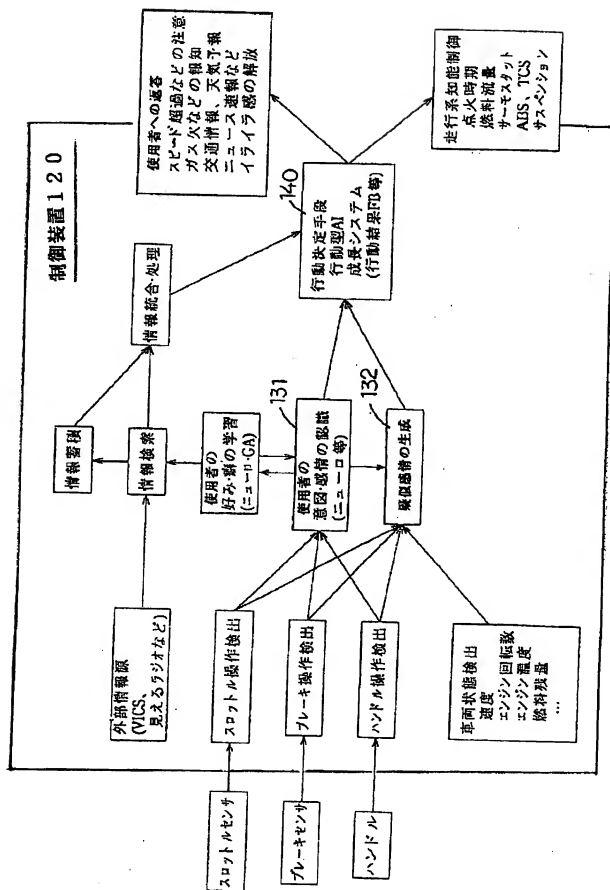 制御装置120
外部情報源
(VICS、
見えるラジオなど)
情報蓄積
情報検索
情報統合・処理
使用者の
好み・癖の学習
(ニューロ・GA)
スロットルセンサ
ブレーキセンサ
ハンドル
スロットル操作検出
ブレーキ操作検出
ハンドル操作検出
車両状態検出
速度
エンジン回転数
エンジン温度
燃料残量
…
131
使用者の
意図・感情の認識
(ニューロ等)
132
疑似感情の生成
140
行動決定手段
行動型AI
成長システム
(行動結果FB等)
使用者への返答
スピード超過などの注意
ガス欠などの報知
交通情報、天気予報
ニュース速報など
イライラ感の解放
走行系知能制御
点火時期
燃料流量
サーモスタット
ABS、TCS
サスペンション